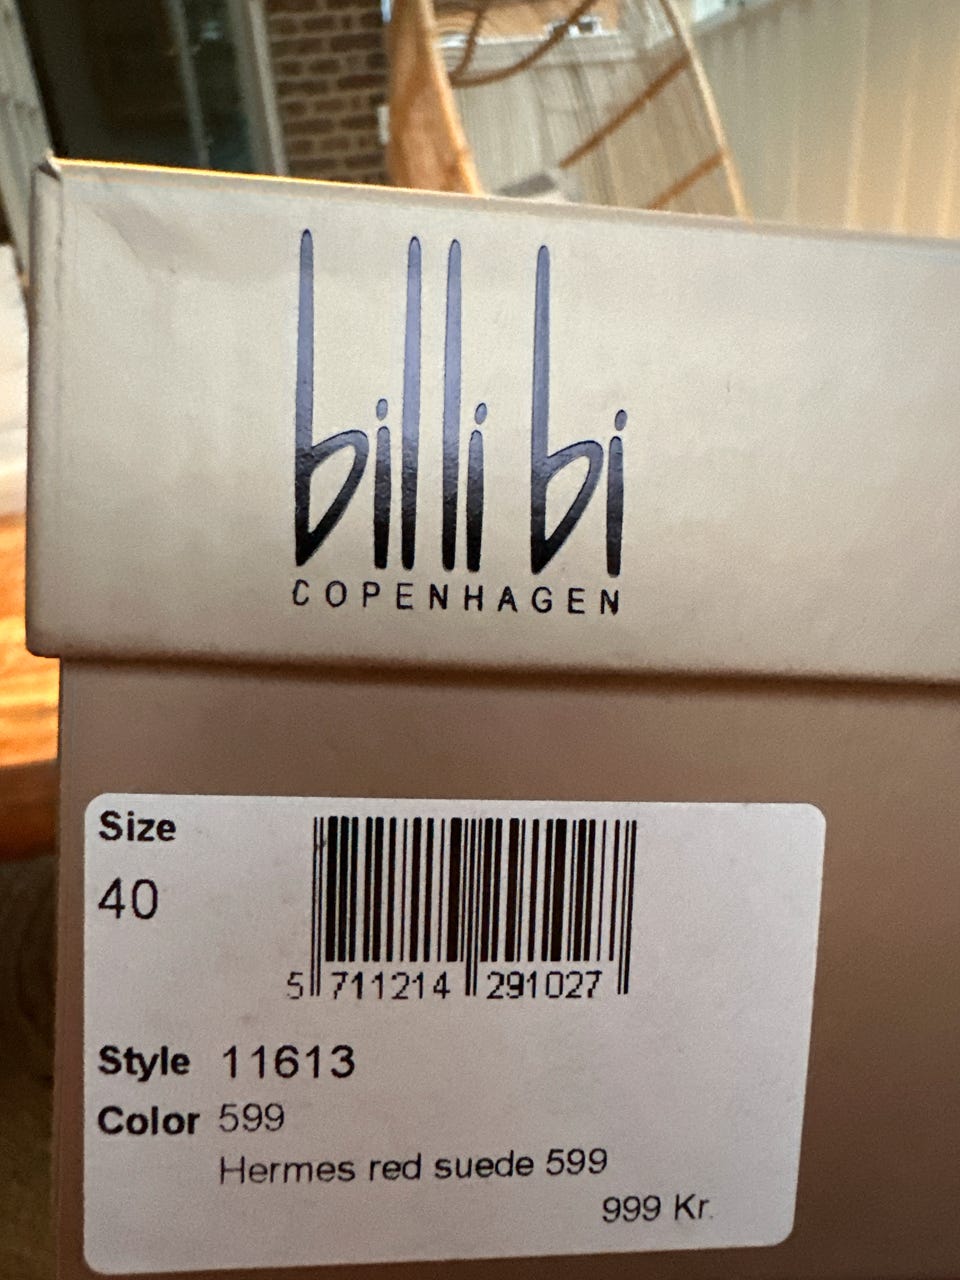 billi bi
COPENHAGEN
Size
40
5 711214 291027
Style 11613
Color 599
Hermes red suede 599
999 Kr.